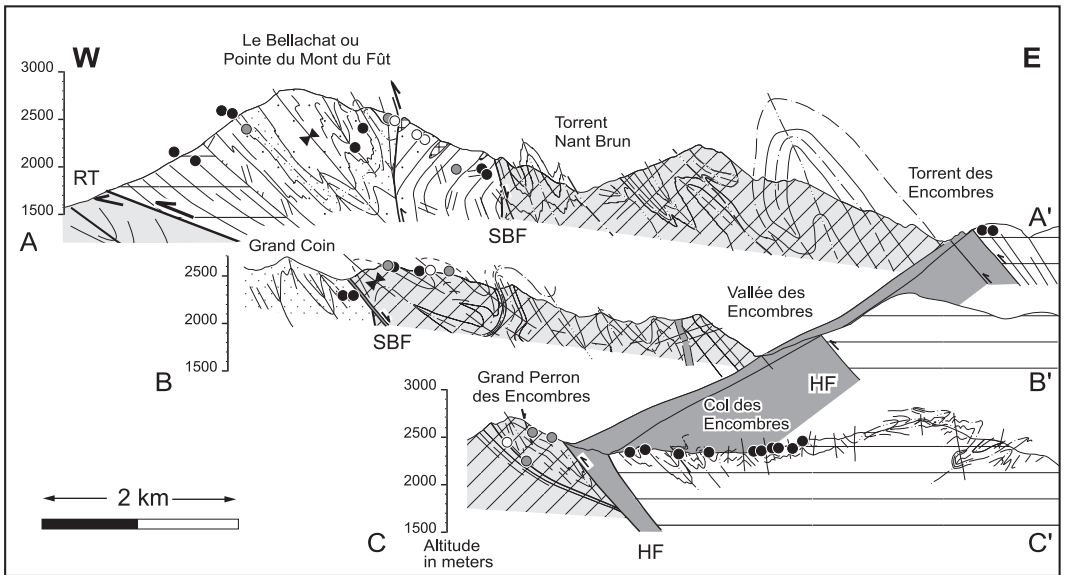 W
E
Le Bellachat ou
Pointe du Mont du Fût
3000
2500
2000
1500
RT
Torrent
Nant Brun
Torrent des
Encombres
A
A'
SBF
Grand Coin
2500
2000
1500
SBF
Vallée des
Encombres
B
B'
HF
Grand Perron
des Encombres
Col des
Encombres
3000
2500
2000
1500
2 km
C
C'
Altitude
in meters
HF